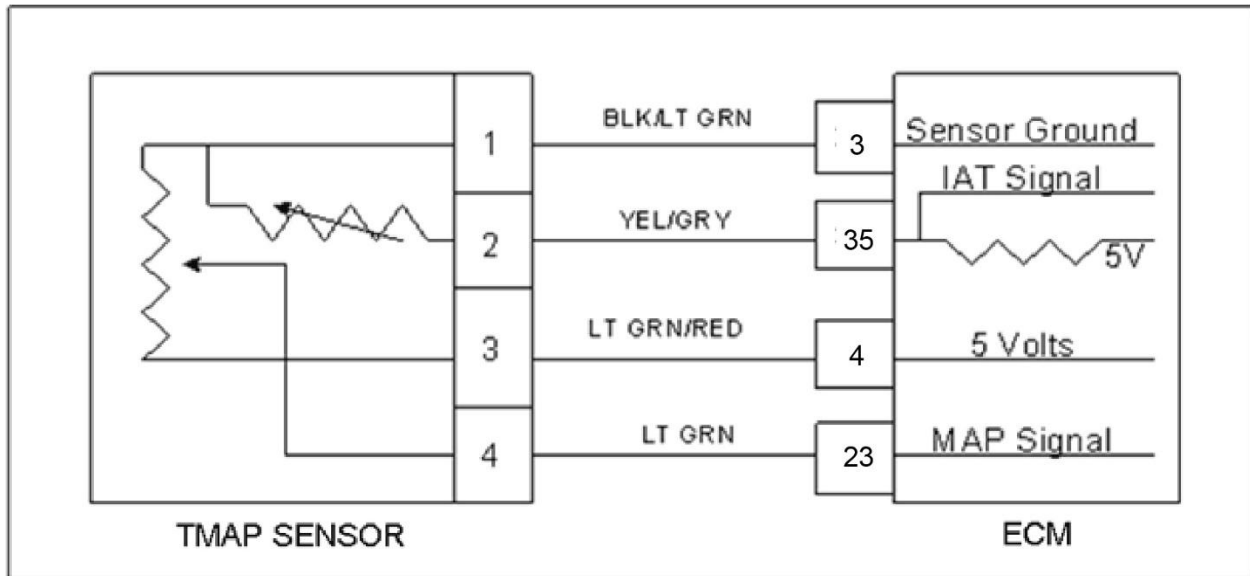 1 BLK/LT GRN 3 Sensor Ground
IAT Signal
2 YEL/GRY 35 5V
3 LT GRN/RED 4 5 Volts
4 LT GRN 23 MAP Signal
TMAP SENSOR ECM